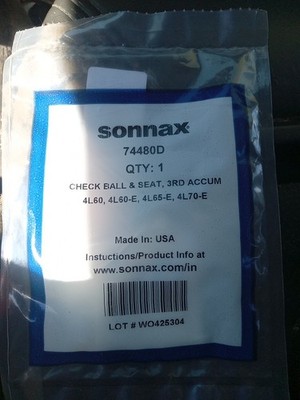 sonnax
74480D
QTY: 1
CHECK BALL & SEAT, 3RD ACCUM
4L60, 4L60-E, 4L65-E, 4L70-E
Made In: USA
Instuctions/Product Info at
www.sonnax.com/in
LOT # WO425304